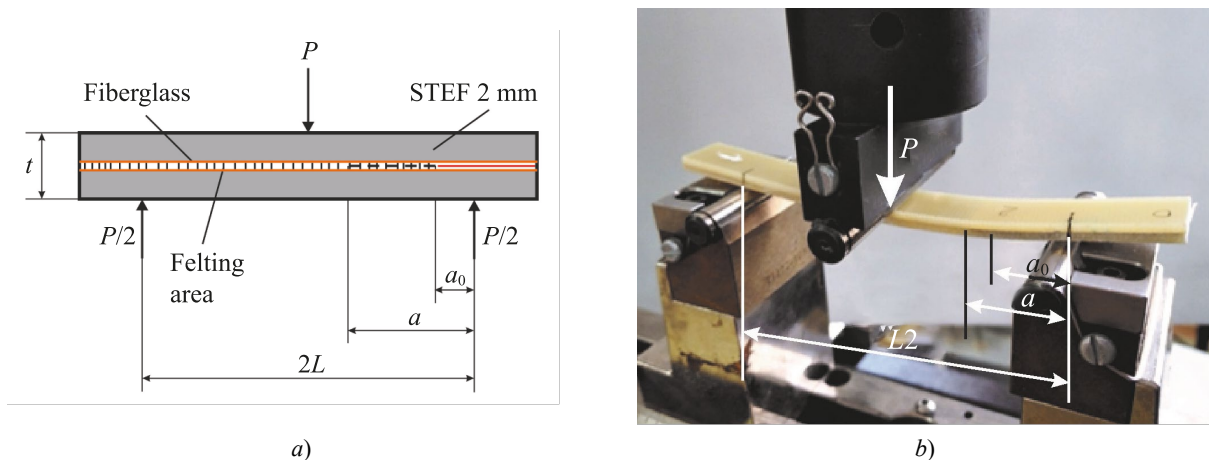 P
Fiberglass
STEF 2 mm
t
P/2
P/2
Felting
area
a₀
a
2L
a)
P
a₀
a
L2
b)